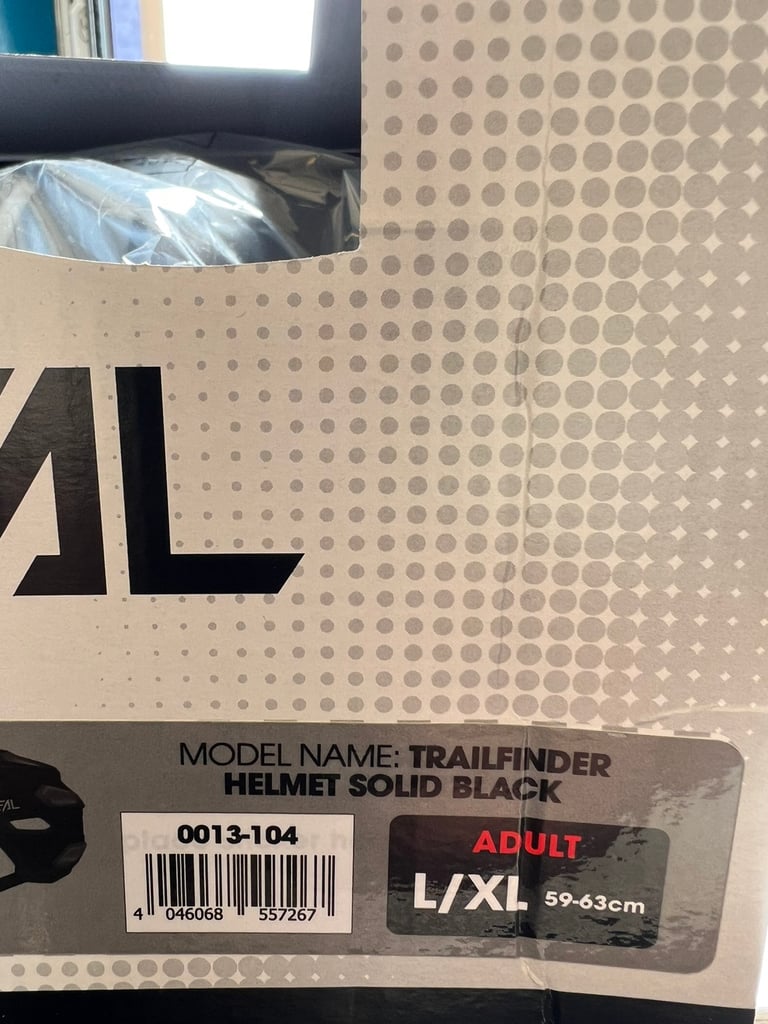 AL
MODEL NAME: TRAILFINDER
HELMET SOLID BLACK
0013-104
4 046068 557267
ADULT
L/XL 59-63cm